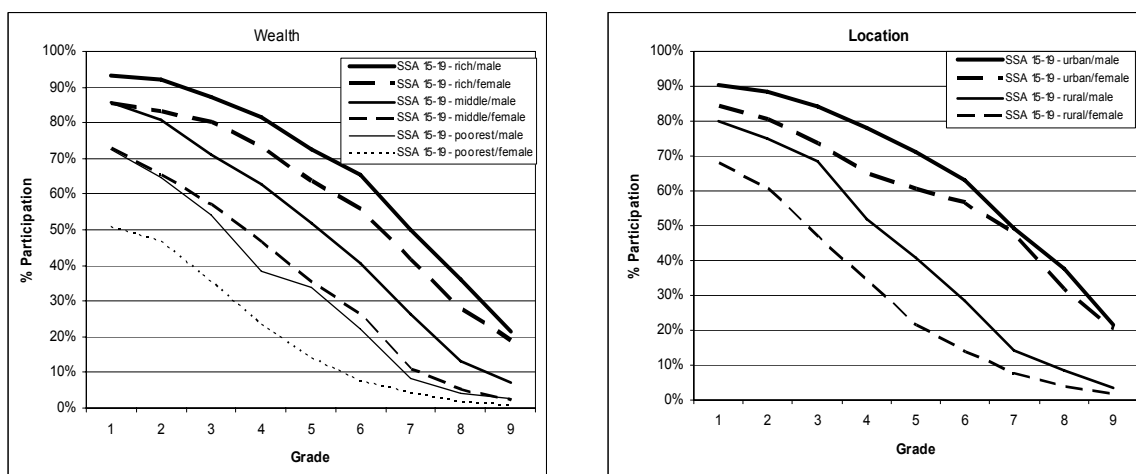 Wealth
100%
90%
80%
70%
60%
50%
40%
30%
20%
10%
0%
% Participation
SSA 15-19 - rich/male
SSA 15-19 - rich/female
SSA 15-19 - middle/male
SSA 15-19 - middle/female
SSA 15-19 - poorest/male
SSA 15-19 - poorest/female
1 2 3 4 5 6 7 8 9
Grade
Location
100%
90%
80%
70%
60%
50%
40%
30%
20%
10%
0%
% Participation
SSA 15-19 - urban/male
SSA 15-19 - urban/female
SSA 15-19 - rural/male
SSA 15-19 - rural/female
1 2 3 4 5 6 7 8 9
Grade